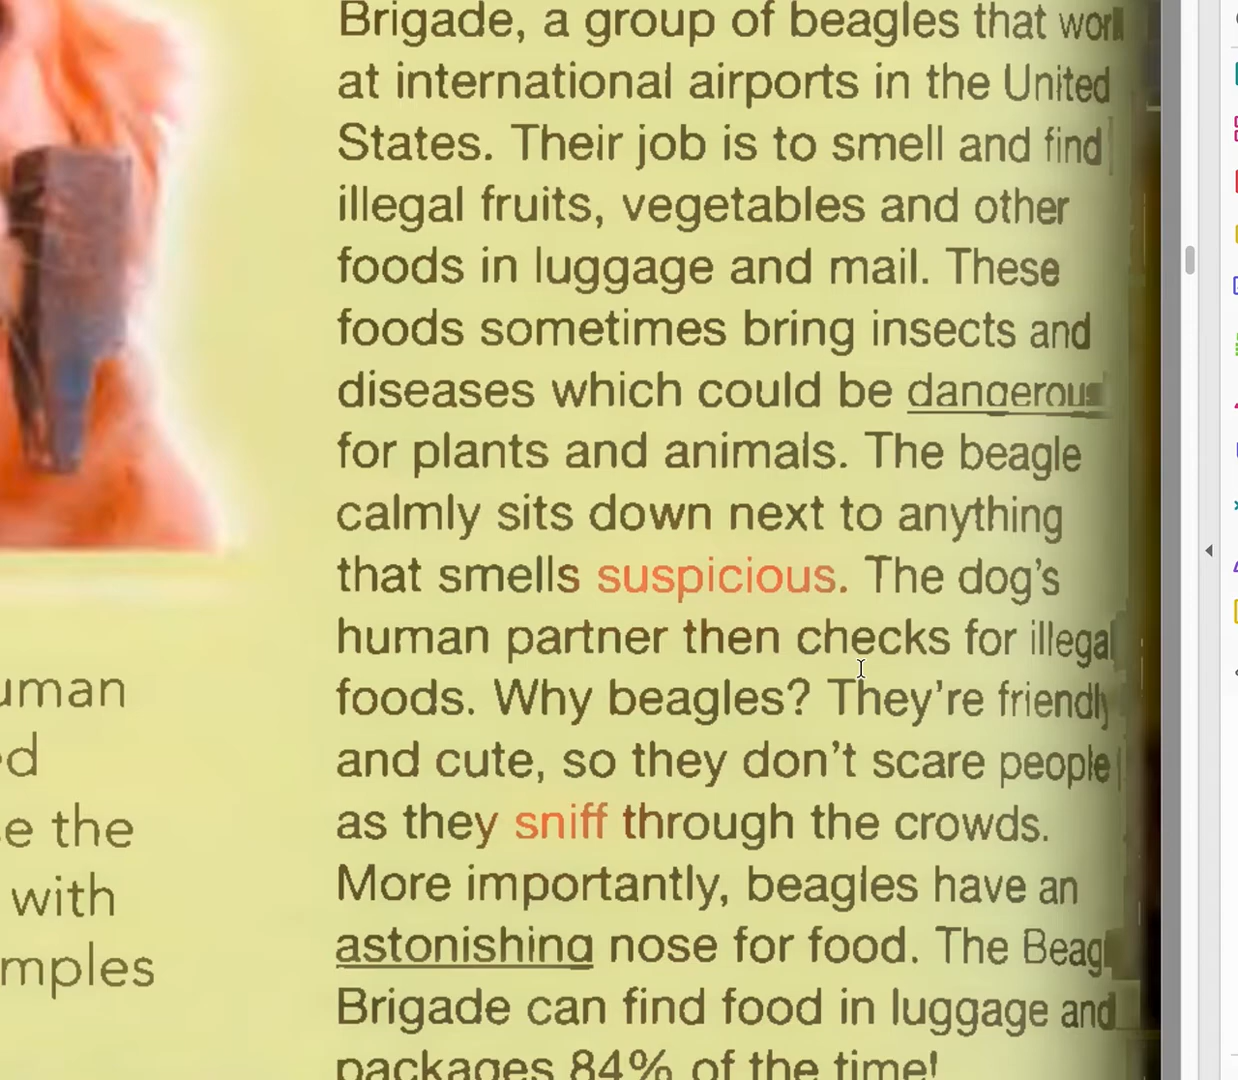 Brigade, a group of beagles that work
at international airports in the United
States. Their job is to smell and find
illegal fruits, vegetables and other
foods in luggage and mail. These
foods sometimes bring insects and
diseases which could be dangerous
for plants and animals. The beagle
calmly sits down next to anything
that smells suspicious. The dog's
human partner then checks for illegal
foods. Why beagles? They're friendly
and cute, so they don't scare people
as they sniff through the crowds.
More importantly, beagles have an
astonishing nose for food. The Beag
Brigade can find food in luggage and
packages 84% of the time!
uman
ed
e the
with
mples